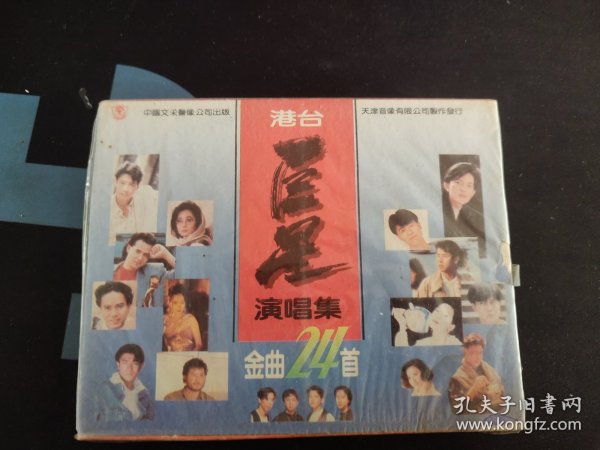 中国文采声像公司出版
天津音像有限公司製作發行
港台
巨星
演唱集
金曲24首
孔夫子旧书网
www.kongfz.com